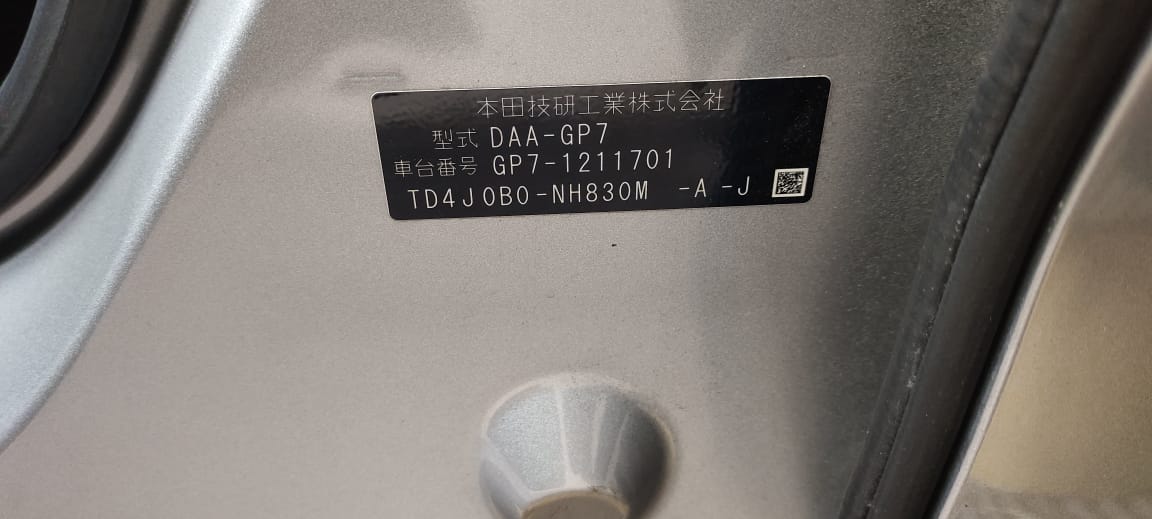 本田技研工業株式会社
型式 DAA-GP7
車台番号 GP7-1211701
TD4J0B0-NH830M -A -J